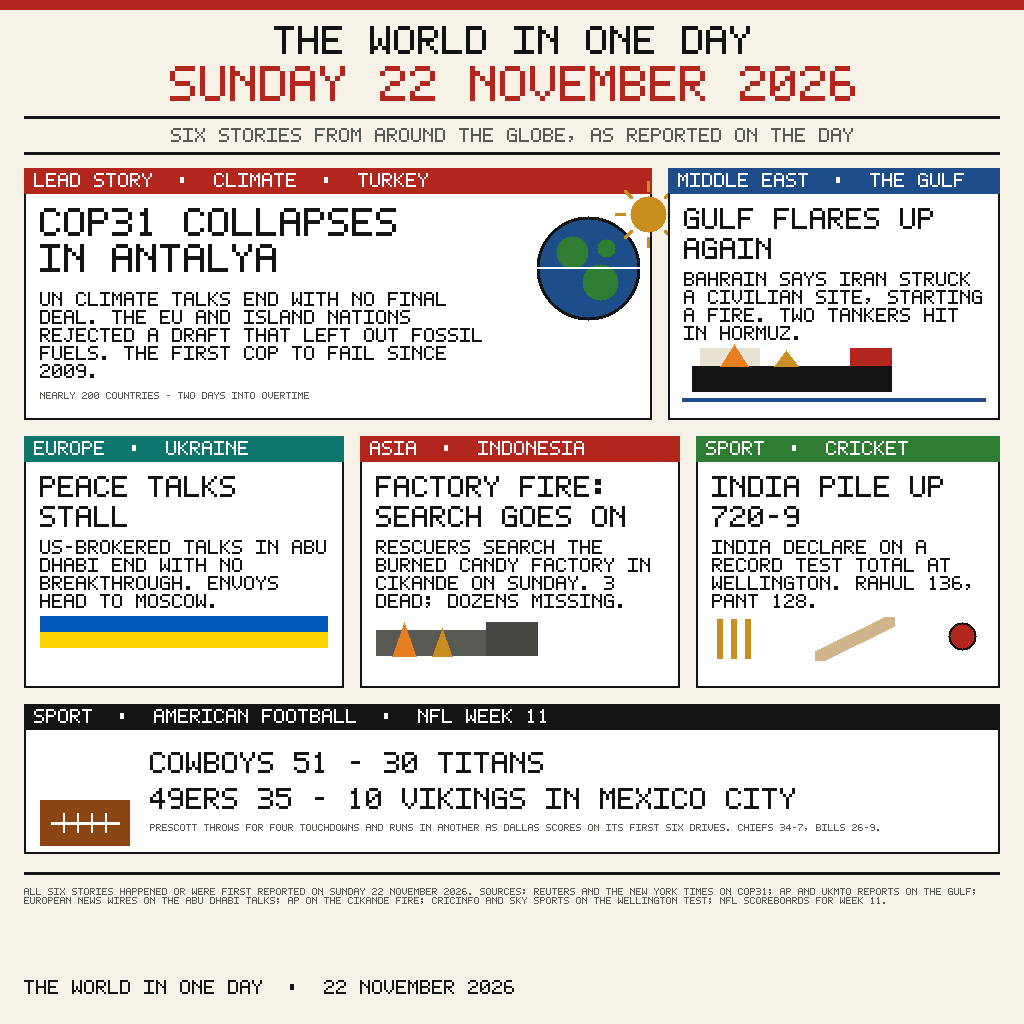 THE WORLD IN ONE DAY
SUNDAY 22 NOVEMBER 2026
SIX STORIES FROM AROUND THE GLOBE, AS REPORTED ON THE DAY
LEAD STORY · CLIMATE · TURKEY
COP31 COLLAPSES
IN ANTALYA
UN CLIMATE TALKS END WITH NO FINAL
DEAL. THE EU AND ISLAND NATIONS
REJECTED A DRAFT THAT LEFT OUT FOSSIL
FUELS. THE FIRST COP TO FAIL SINCE
2009.
NEARLY 200 COUNTRIES - TWO DAYS INTO OVERTIME
MIDDLE EAST · THE GULF
GULF FLARES UP
AGAIN
BAHRAIN SAYS IRAN STRUCK
A CIVILIAN SITE, STARTING
A FIRE. TWO TANKERS HIT
IN HORMUZ.
EUROPE · UKRAINE
PEACE TALKS
STALL
US-BROKERED TALKS IN ABU
DHABI END WITH NO
BREAKTHROUGH. ENVOYS
HEAD TO MOSCOW.
ASIA · INDONESIA
FACTORY FIRE:
SEARCH GOES ON
RESCUERS SEARCH THE
BURNED CANDY FACTORY IN
CIKANDE ON SUNDAY. 3
DEAD; DOZENS MISSING.
SPORT · CRICKET
INDIA PILE UP
720-9
INDIA DECLARE ON A
RECORD TEST TOTAL AT
WELLINGTON. RAHUL 136,
PANT 128.
SPORT · AMERICAN FOOTBALL · NFL WEEK 11
COWBOYS 51 - 30 TITANS
49ERS 35 - 10 VIKINGS IN MEXICO CITY
PRESCOTT THROWS FOR FOUR TOUCHDOWNS AND RUNS IN ANOTHER AS DALLAS SCORES ON ITS FIRST SIX DRIVES. CHIEFS 34-7, BILLS 26-9.
ALL SIX STORIES HAPPENED OR WERE FIRST REPORTED ON SUNDAY 22 NOVEMBER 2026. SOURCES: REUTERS AND THE NEW YORK TIMES ON COP31; AP AND UKMTO REPORTS ON THE GULF;
EUROPEAN NEWS WIRES ON THE ABU DHABI TALKS; AP ON THE CIKANDE FIRE; CRICINFO AND SKY SPORTS ON THE WELLINGTON TEST; NFL SCOREBOARDS FOR WEEK 11.
THE WORLD IN ONE DAY · 22 NOVEMBER 2026